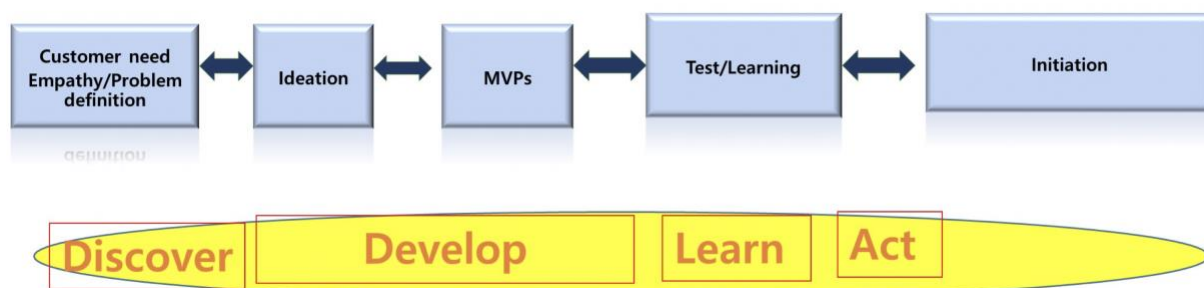 Customer need
Empathy/Problem
definition
Ideation
MVPs
Test/Learning
Initiation
Discover
Develop
Learn
Act